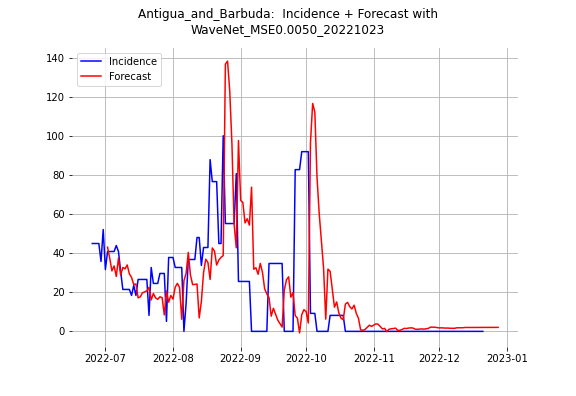 Antigua_and_Barbuda:  Incidence + Forecast with
WaveNet_MSE0.0050_20221023
Incidence
Forecast
140
120
100
80
60
40
20
0
2022-07 2022-08 2022-09 2022-10 2022-11 2022-12 2023-01